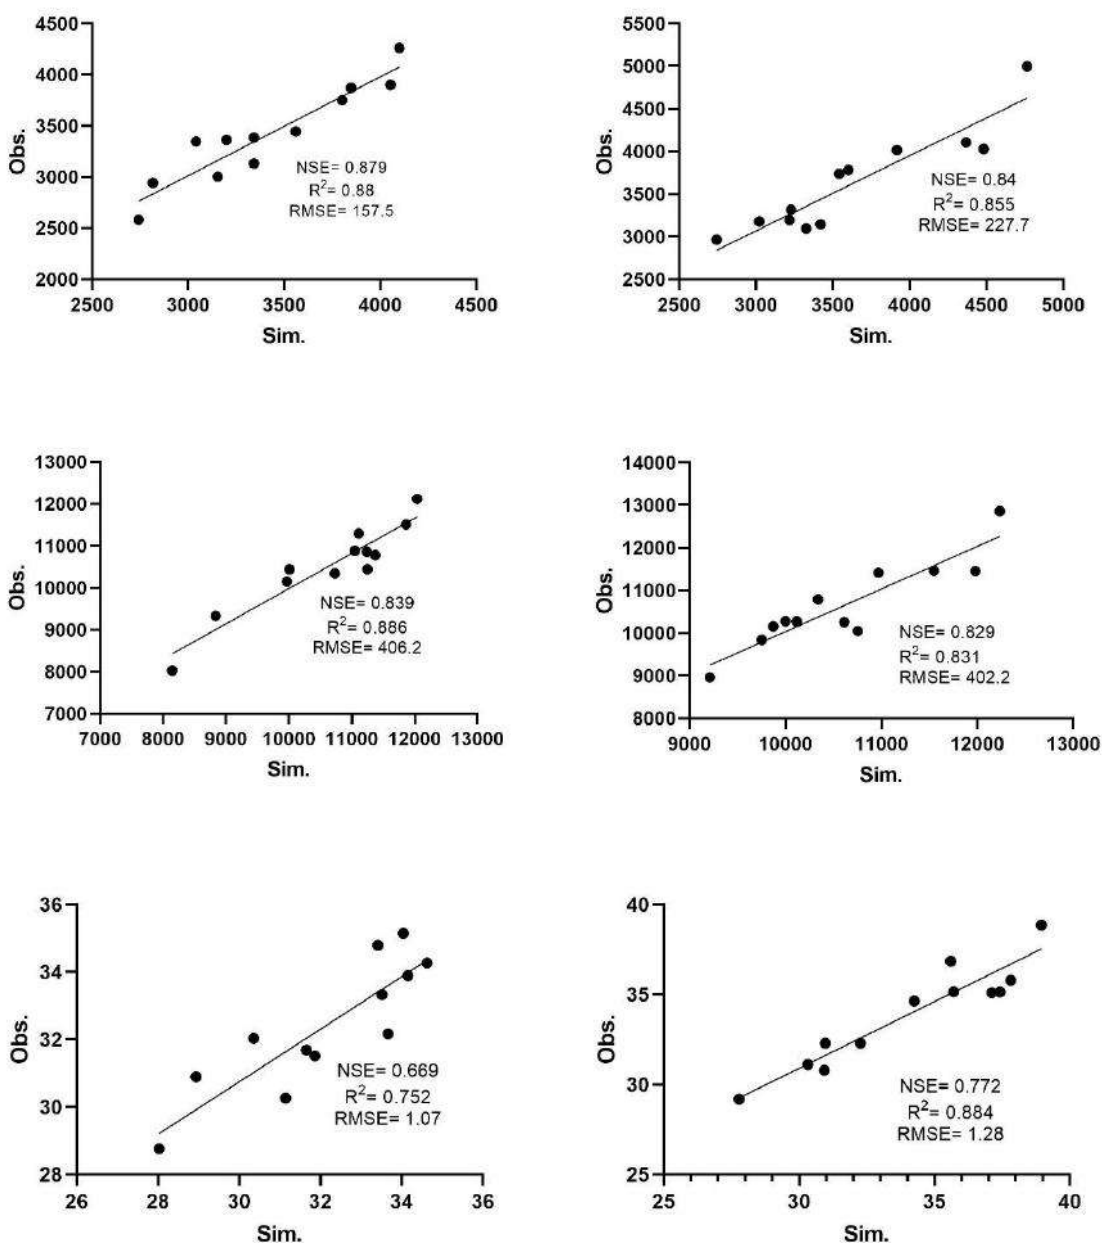 4500
4000
3500
3000
2500
2000
Obs.
NSE= 0.879
R2= 0.88
RMSE= 157.5
2500 3000 3500 4000 4500
Sim.
5500
5000
4500
4000
3500
3000
2500
Obs.
NSE= 0.84
R2= 0.855
RMSE= 227.7
2500 3000 3500 4000 4500 5000
Sim.
13000
12000
11000
10000
9000
8000
7000
Obs.
NSE= 0.839
R2= 0.886
RMSE= 406.2
7000 8000 9000 10000 11000 12000 13000
Sim.
14000
13000
12000
11000
10000
9000
8000
Obs.
NSE= 0.829
R2= 0.831
RMSE= 402.2
9000 10000 11000 12000 13000
Sim.
36
34
32
30
28
Obs.
NSE= 0.669
R2= 0.752
RMSE= 1.07
26 28 30 32 34 36
Sim.
40
35
30
25
Obs.
NSE= 0.772
R2= 0.884
RMSE= 1.28
25 30 35 40
Sim.